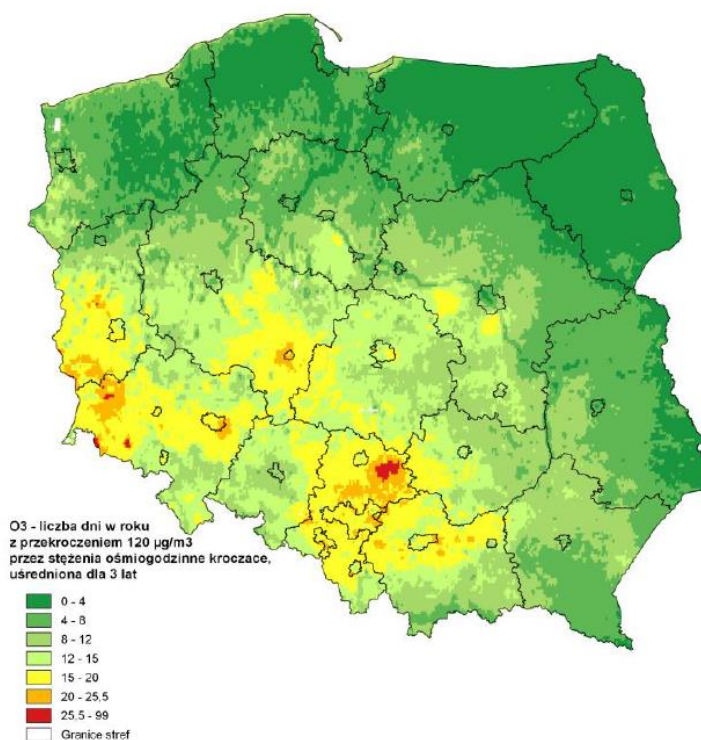 O3 - liczba dni w roku
z przekroczeniem 120 µg/m3
przez stężenia ośmiogodzinne kroczace,
uśredniona dla 3 lat
0 - 4
4 - 8
8 - 12
12 - 15
15 - 20
20 - 25,5
25,5 - 99
Granice stref